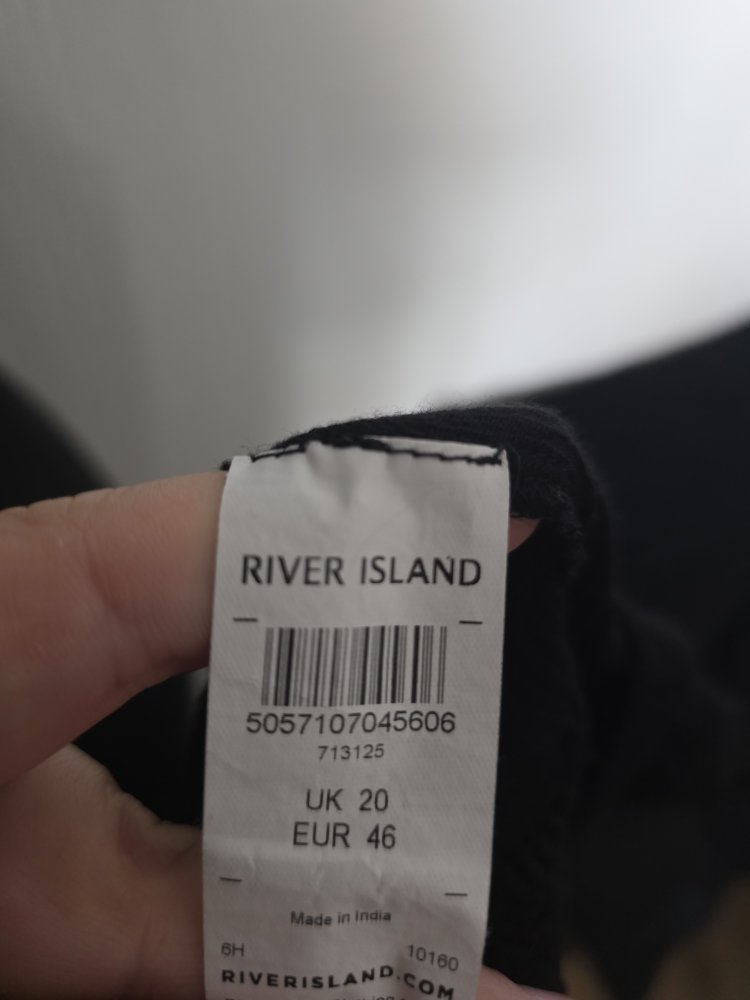 RIVER ISLAND
5057107045606
713125
UK 20
EUR 46
Made in India
6H 10160
RIVERISLAND.COM